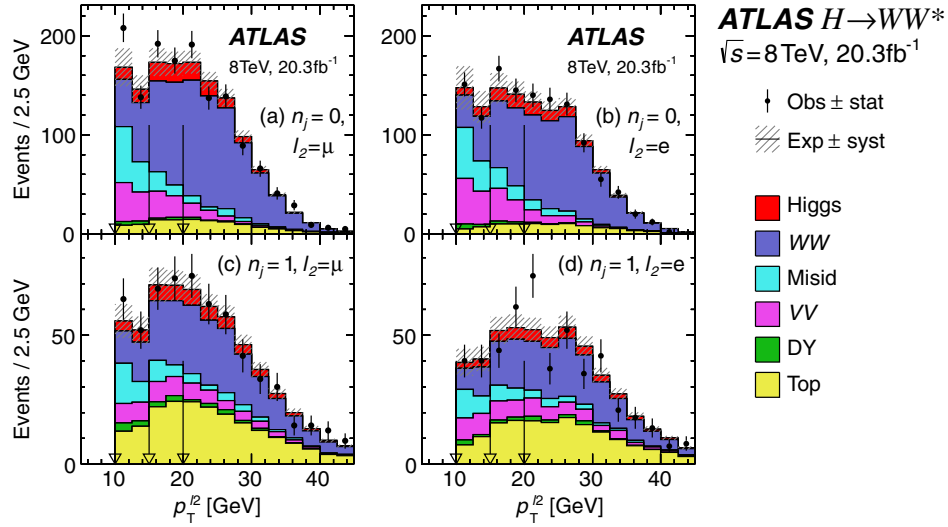 ATLAS H→WW*
√s = 8 TeV, 20.3 fb⁻¹
Obs ± stat
Exp ± syst
Higgs
WW
Misid
VV
DY
Top
Events / 2.5 GeV
200
100
0
ATLAS
8TeV, 20.3fb⁻¹
(a) nⱼ = 0,
l₂=μ
ATLAS
8TeV, 20.3fb⁻¹
(b) nⱼ = 0,
l₂=e
Events / 2.5 GeV
50
0
(c) nⱼ = 1, l₂=μ
(d) nⱼ = 1, l₂=e
10 20 30 40
10 20 30 40
p_T^{l2} [GeV]
p_T^{l2} [GeV]